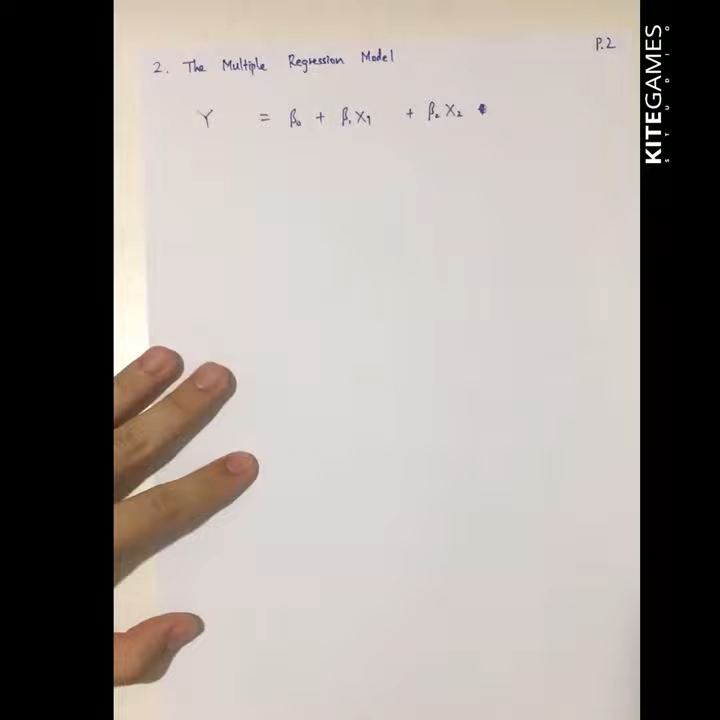 P.2
2. The Multiple Regression Model
Y = β₀ + β₁X₁ + β₂X₂
KITEGAMES
STUDIO